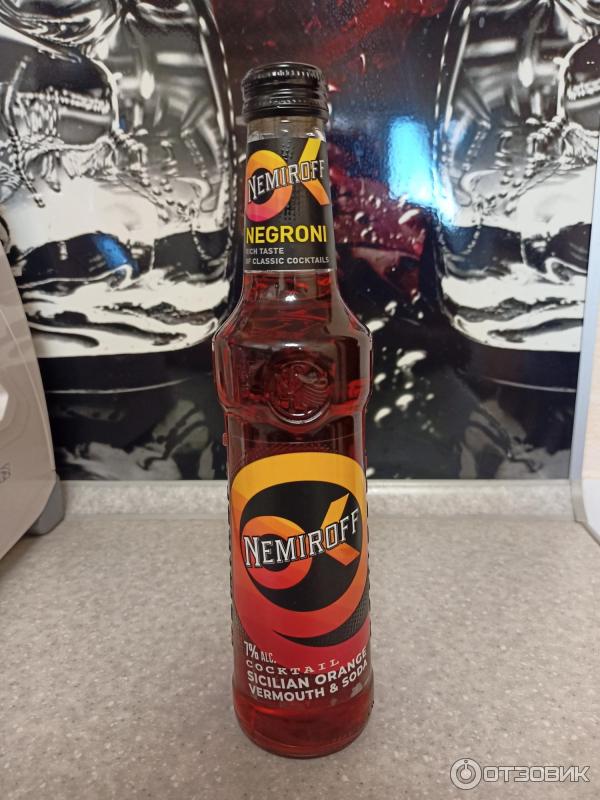 NEMIROFF
NEGRONI
RICH TASTE
OF CLASSIC COCKTAILS
NEMIROFF
7% ALC.
COCKTAIL
SICILIAN ORANGE
VERMOUTH & SODA
ОТЗОВИК